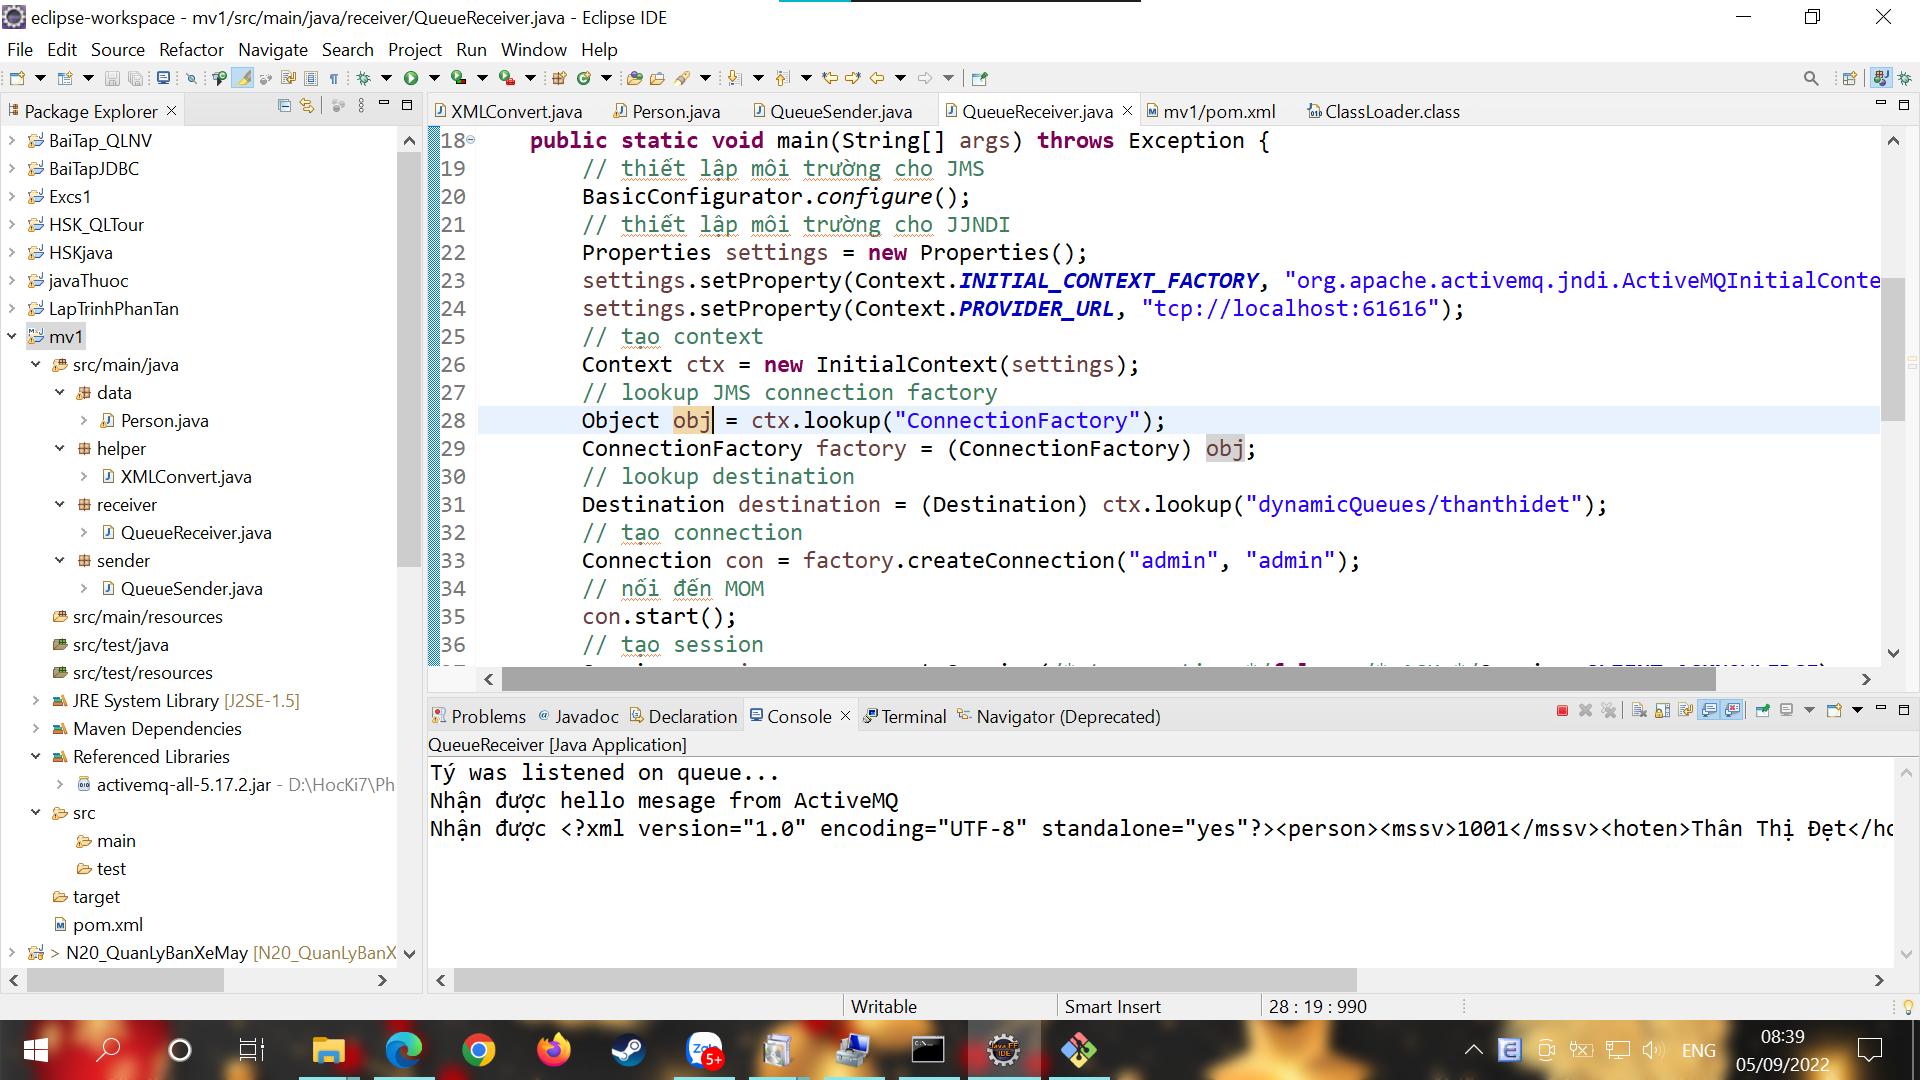 eclipse-workspace - mv1/src/main/java/receiver/QueueReceiver.java - Eclipse IDE
File Edit Source Refactor Navigate Search Project Run Window Help
Package Explorer
BaiTap_QLNV
BaiTapJDBC
Excs1
HSK_QLTour
HSKjava
javaThuoc
LapTrinhPhanTan
mv1
src/main/java
data
Person.java
helper
XMLConvert.java
receiver
QueueReceiver.java
sender
QueueSender.java
src/main/resources
src/test/java
src/test/resources
JRE System Library [J2SE-1.5]
Maven Dependencies
Referenced Libraries
activemq-all-5.17.2.jar - D:\HocKi7\Ph
src
main
test
target
pom.xml
> N20_QuanLyBanXeMay [N20_QuanLyBanX
XMLConvert.java Person.java QueueSender.java QueueReceiver.java mv1/pom.xml ClassLoader.class
18 public static void main(String[] args) throws Exception {
19 // thiết lập môi trường cho JMS
20 BasicConfigurator.configure();
21 // thiết lập môi trường cho JJNDI
22 Properties settings = new Properties();
23 settings.setProperty(Context.INITIAL_CONTEXT_FACTORY, "org.apache.activemq.jndi.ActiveMQInitialConte
24 settings.setProperty(Context.PROVIDER_URL, "tcp://localhost:61616");
25 // tạo context
26 Context ctx = new InitialContext(settings);
27 // lookup JMS connection factory
28 Object obj = ctx.lookup("ConnectionFactory");
29 ConnectionFactory factory = (ConnectionFactory) obj;
30 // lookup destination
31 Destination destination = (Destination) ctx.lookup("dynamicQueues/thanthidet");
32 // tạo connection
33 Connection con = factory.createConnection("admin", "admin");
34 // nối đến MOM
35 con.start();
36 // tạo session
Problems Javadoc Declaration Console Terminal Navigator (Deprecated)
QueueReceiver [Java Application]
Tý was listened on queue...
Nhận được hello mesage from ActiveMQ
Nhận được <?xml version="1.0" encoding="UTF-8" standalone="yes"?><person><mssv>1001</mssv><hoten>Thân Thị Đẹt</ho
Writable Smart Insert 28 : 19 : 990
Zalo 5+
ENG
08:39
05/09/2022